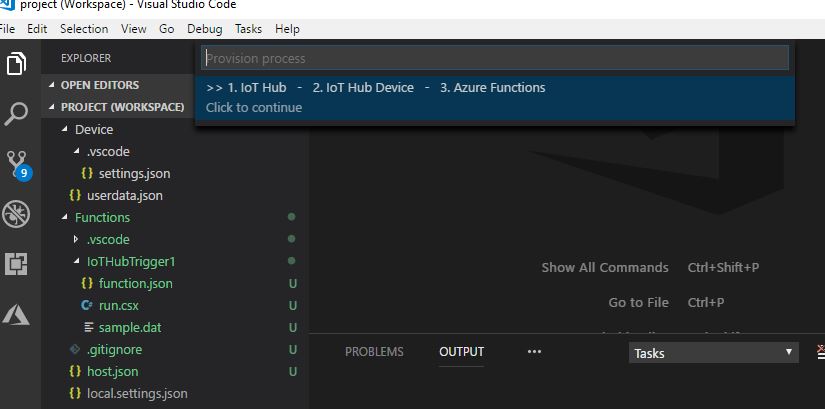 project (Workspace) - Visual Studio Code
File Edit Selection View Go Debug Tasks Help
EXPLORER
Provision process
>> 1. IoT Hub - 2. IoT Hub Device - 3. Azure Functions
Click to continue
OPEN EDITORS
PROJECT (WORKSPACE)
Device
.vscode
{} settings.json
{} userdata.json
9
Functions
.vscode
IoTHubTrigger1
{} function.json U
C# run.csx U
sample.dat U
.gitignore U
{} host.json U
{} local.settings.json
Show All Commands Ctrl+Shift+P
Go to File Ctrl+P
PROBLEMS OUTPUT ••• Tasks